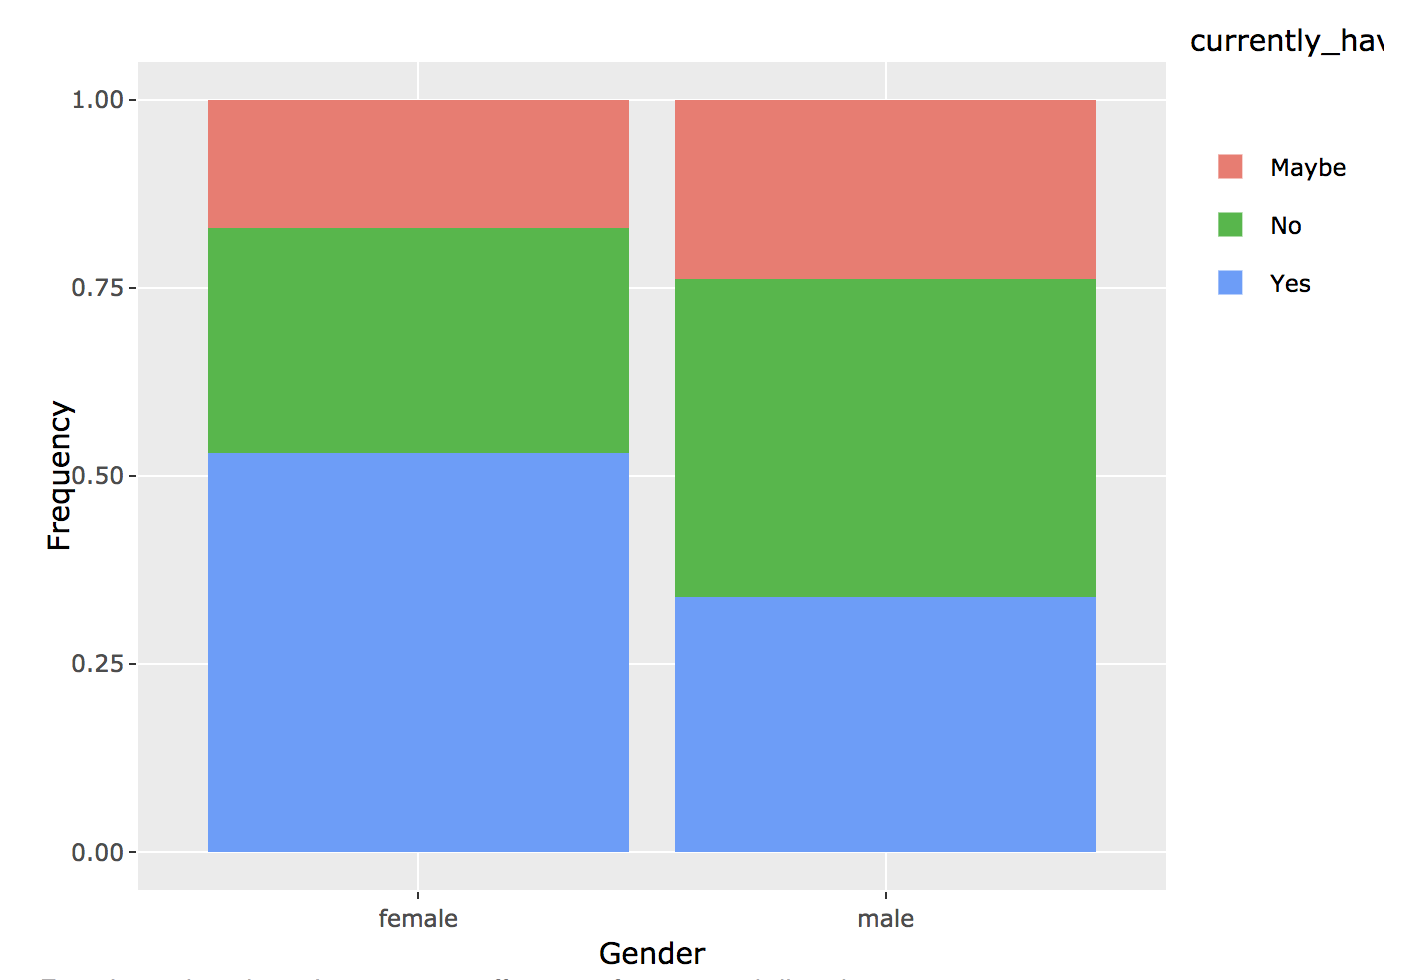 currently_hav
1.00
0.75
0.50
0.25
0.00
Frequency
female
male
Gender
Maybe
No
Yes